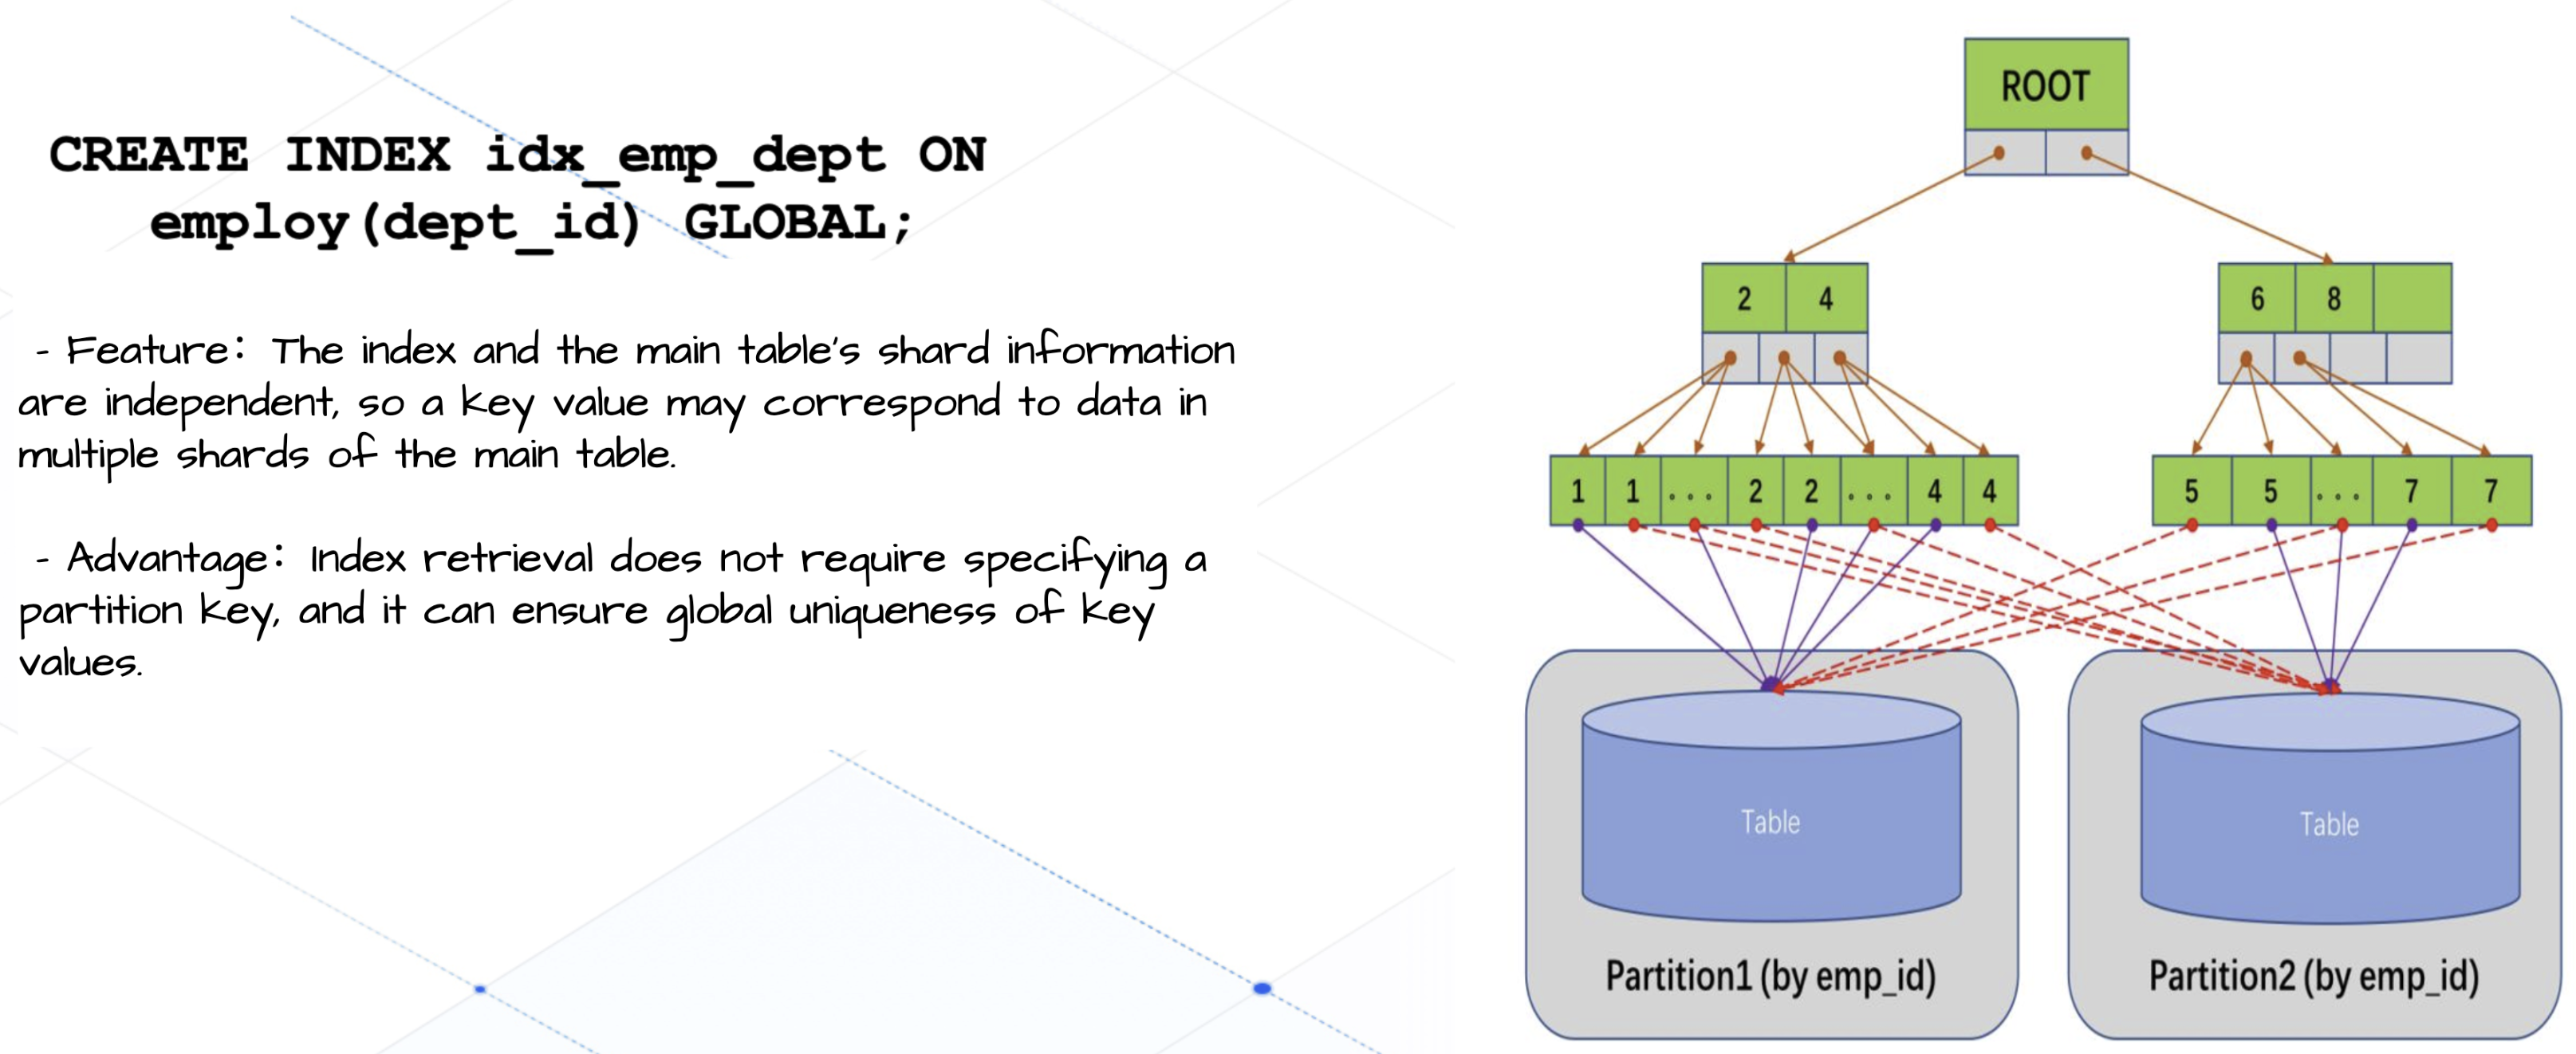 CREATE INDEX idx_emp_dept ON
employ(dept_id) GLOBAL;
- Feature: The index and the main table's shard information
are independent, so a key value may correspond to data in
multiple shards of the main table.
- Advantage: Index retrieval does not require specifying a
partition key, and it can ensure global uniqueness of key
values.
ROOT
2 4
6 8
1 1 ... 2 2 ... 4 4
5 5 ... 7 7
Table
Table
Partition1 (by emp_id)
Partition2 (by emp_id)